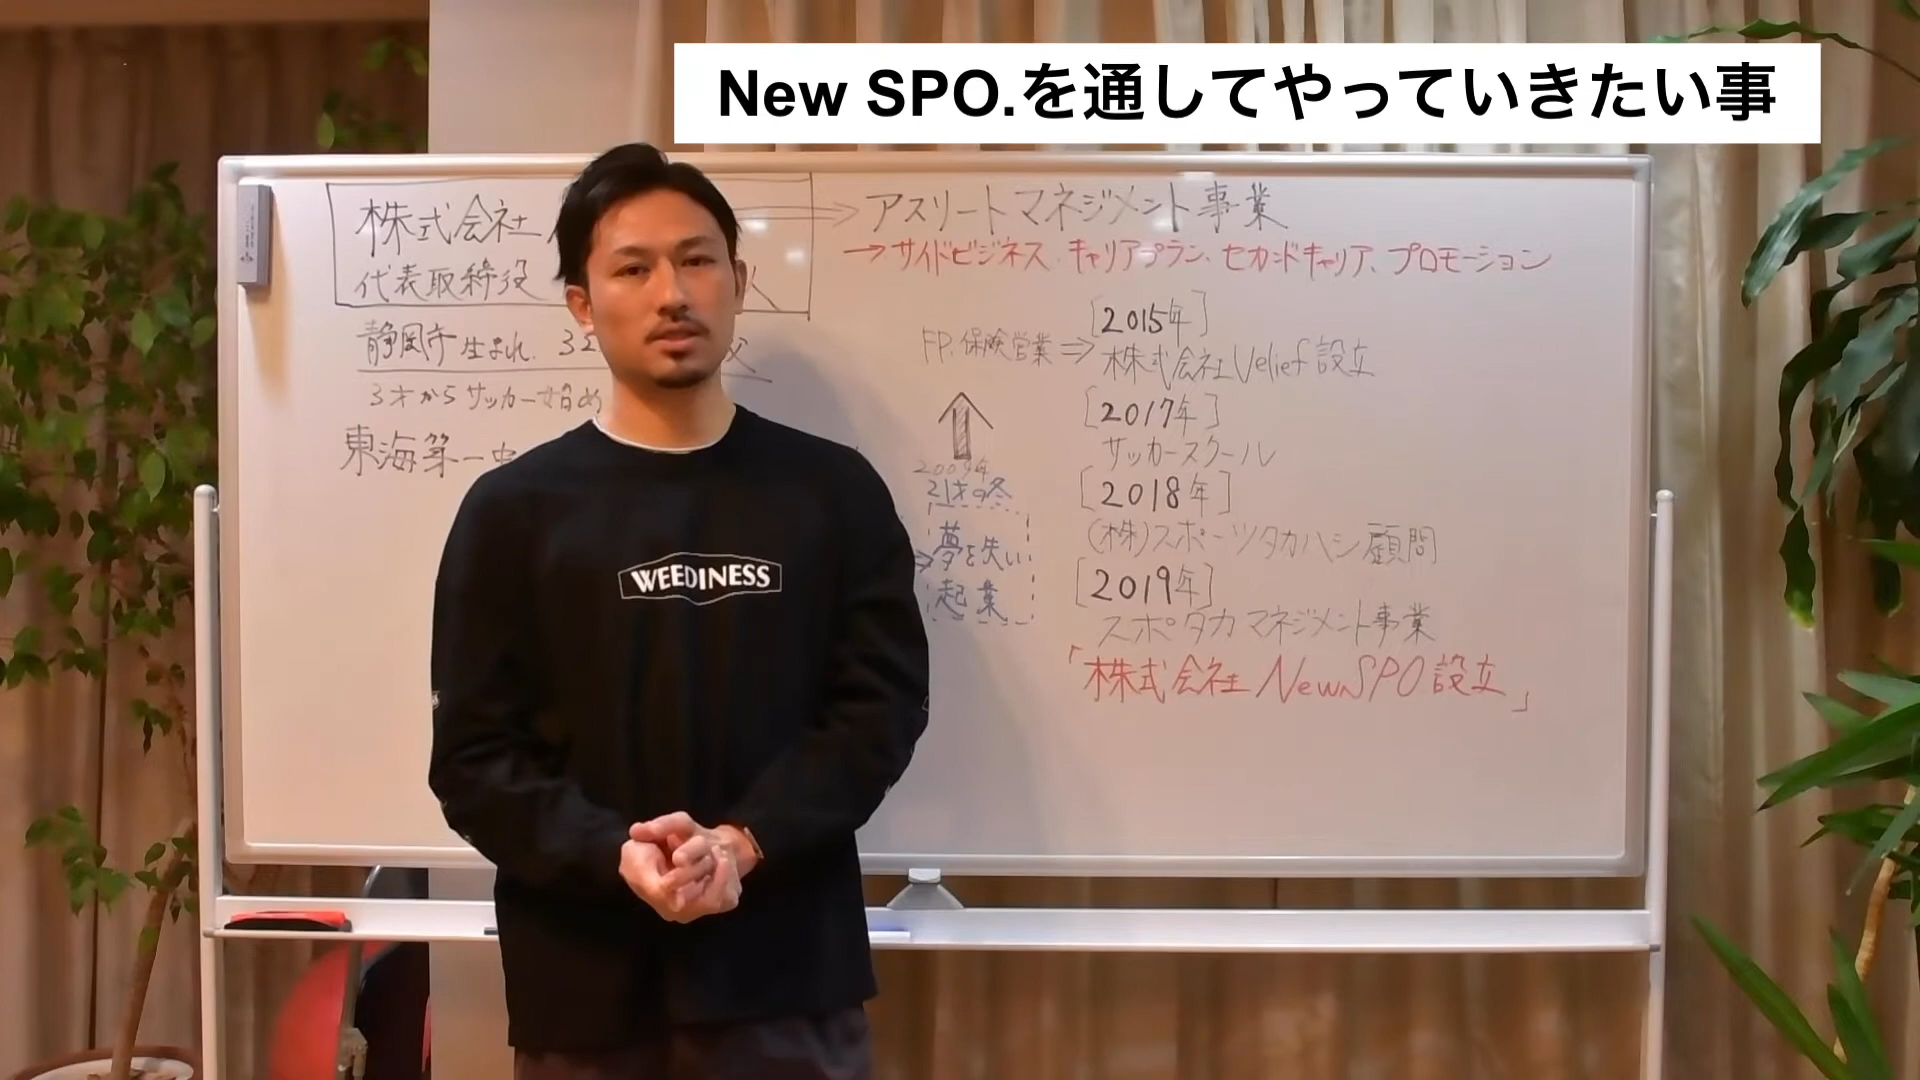 New SPO.を通してやっていきたい事
株式会社
代表取締役
静岡市生まれ、3
父
3才からサッカー始め
東海第一中
アスリートマネジメント事業
→サイドビジネス、キャリアプラン、セカンドキャリア、プロモーション
[2015年]
FP.保険営業⇒株式会社Velief設立
[2017年]
サッカースクール
2009年
21才の冬
夢を失い
起業
[2018年]
(株)スポーツタカハシ顧問
[2019年]
スポタカマネジメント事業
「株式会社NewSPO設立」
WEEDINESS